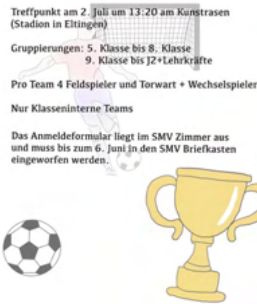 Treffpunkt am 2. Juli um 13:20 am Kunstrasen
(Stadion in Eltingen)
Gruppierungen: 5. Klasse bis 8. Klasse
9. Klasse bis J2+Lehrkräfte
Pro Team 4 Feldspieler und Torwart + Wechselspieler
Nur Klasseninterne Teams
Das Anmeldeformular liegt im SMV Zimmer aus
und muss bis zum 6. Juni in den SMV Briefkasten
eingeworfen werden.